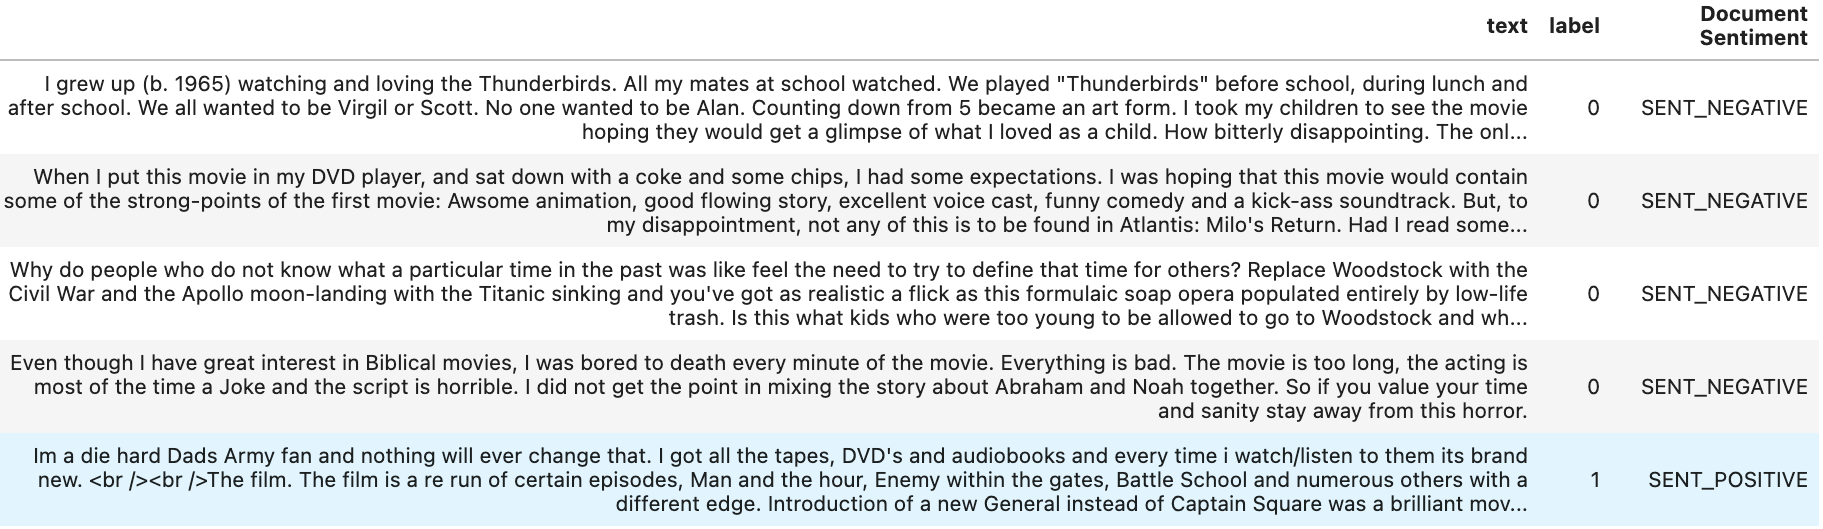 text label Document Sentiment
I grew up (b. 1965) watching and loving the Thunderbirds. All my mates at school watched. We played "Thunderbirds" before school, during lunch and
after school. We all wanted to be Virgil or Scott. No one wanted to be Alan. Counting down from 5 became an art form. I took my children to see the movie
hoping they would get a glimpse of what I loved as a child. How bitterly disappointing. The onl...
0 SENT_NEGATIVE
When I put this movie in my DVD player, and sat down with a coke and some chips, I had some expectations. I was hoping that this movie would contain
some of the strong-points of the first movie: Awsome animation, good flowing story, excellent voice cast, funny comedy and a kick-ass soundtrack. But, to
my disappointment, not any of this is to be found in Atlantis: Milo's Return. Had I read some...
0 SENT_NEGATIVE
Why do people who do not know what a particular time in the past was like feel the need to try to define that time for others? Replace Woodstock with the
Civil War and the Apollo moon-landing with the Titanic sinking and you've got as realistic a flick as this formulaic soap opera populated entirely by low-life
trash. Is this what kids who were too young to be allowed to go to Woodstock and wh...
0 SENT_NEGATIVE
Even though I have great interest in Biblical movies, I was bored to death every minute of the movie. Everything is bad. The movie is too long, the acting is
most of the time a Joke and the script is horrible. I did not get the point in mixing the story about Abraham and Noah together. So if you value your time
and sanity stay away from this horror.
0 SENT_NEGATIVE
Im a die hard Dads Army fan and nothing will ever change that. I got all the tapes, DVD's and audiobooks and every time i watch/listen to them its brand
new. <br /><br />The film. The film is a re run of certain episodes, Man and the hour, Enemy within the gates, Battle School and numerous others with a
different edge. Introduction of a new General instead of Captain Square was a brilliant mov...
1 SENT_POSITIVE